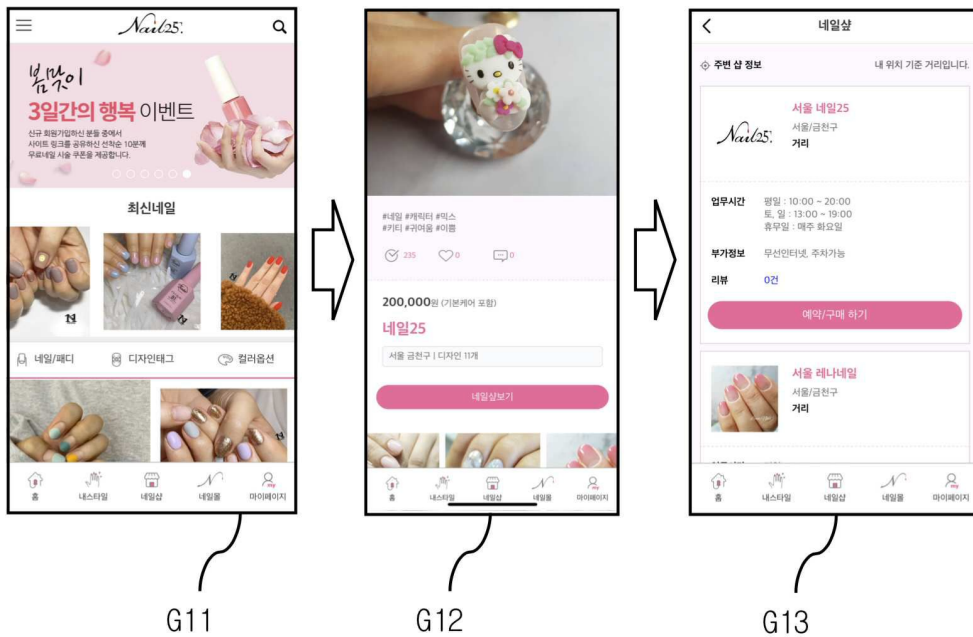 Nail25.
봄맞이
3일간의 행복 이벤트
신규 회원가입하신 분들 중에서
사이트 링크를 공유하신 선착순 10분께
무료네일 시술 쿠폰을 제공합니다.
최신네일
N
N
N
네일/패디
디자인태그
컬러옵션
N
홈
내스타일
네일샵
네일몰
my
마이페이지
G11
#네일 #캐릭터 #믹스
#키티 #귀여움 #이쁨
235
0
0
200,000원 (기본케어 포함)
네일25
서울 금천구 | 디자인 11개
네일샵보기
홈
내스타일
네일샵
네일몰
my
마이페이지
G12
네일샾
주변 샵 정보
내 위치 기준 거리입니다.
Nail25.
서울 네일25
서울/금천구
거리
업무시간
평일 : 10:00 ~ 20:00
토, 일 : 13:00 ~ 19:00
휴무일 : 매주 화요일
부가정보
무선인터넷, 주차가능
리뷰
0건
예약/구매 하기
서울 레나네일
서울/금천구
거리
홈
내스타일
네일샵
네일몰
my
마이페이지
G13